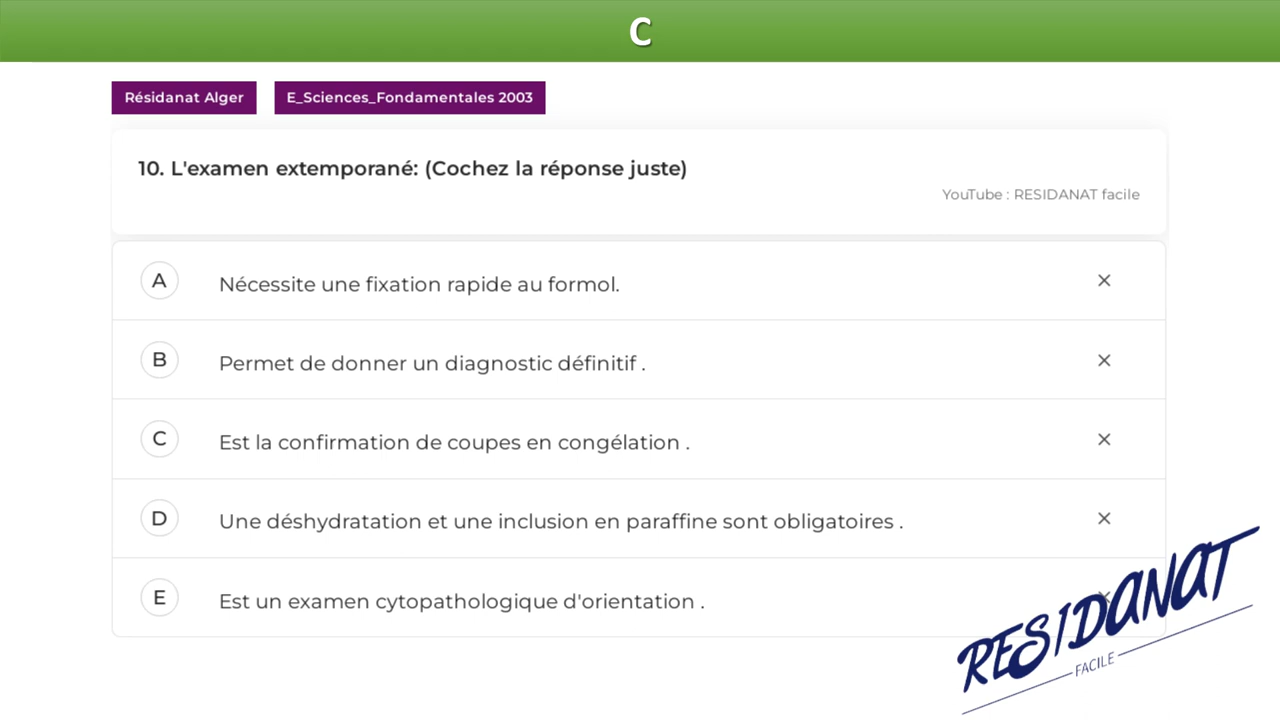 C
Résidanat Alger E_Sciences_Fondamentales 2003
10. L'examen extemporané: (Cochez la réponse juste)
YouTube : RESIDANAT facile
A Nécessite une fixation rapide au formol. ×
B Permet de donner un diagnostic définitif . ×
C Est la confirmation de coupes en congélation . ×
D Une déshydratation et une inclusion en paraffine sont obligatoires . ×
E Est un examen cytopathologique d'orientation . ×
RESIDANAT
FACILE